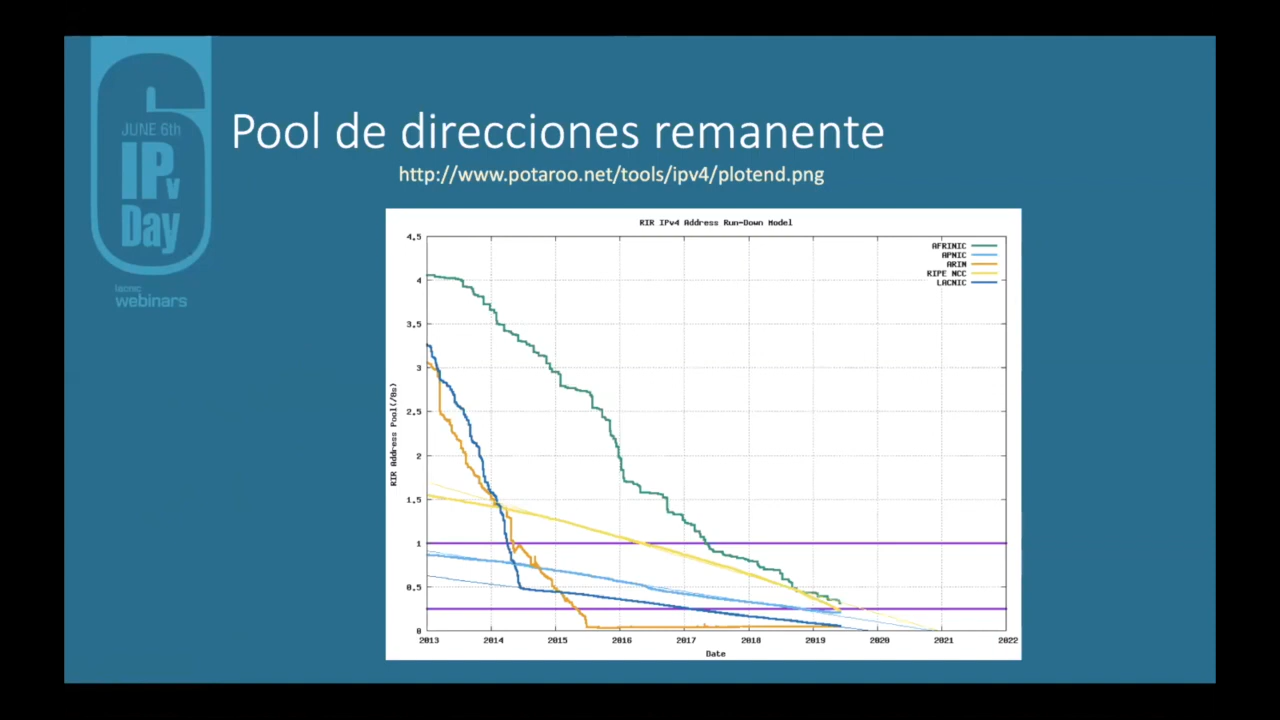 JUNE 6th
IPv
Day
lacnic
webinars
Pool de direcciones remanente
http://www.potaroo.net/tools/ipv4/plotend.png
RIR IPv4 Address Run-Down Model
AFRINIC
APNIC
ARIN
RIPE NCC
LACNIC
RIR Address Pool(/8s)
4.5
4
3.5
3
2.5
2
1.5
1
0.5
0
2013 2014 2015 2016 2017 2018 2019 2020 2021 2022
Date